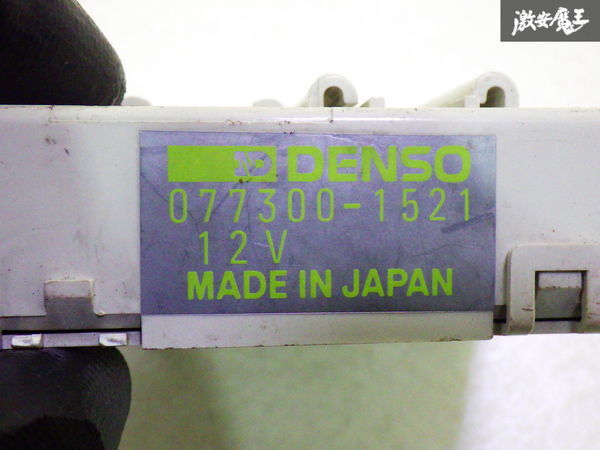 激安魔王
DENSO
077300-1521
12V
MADE IN JAPAN